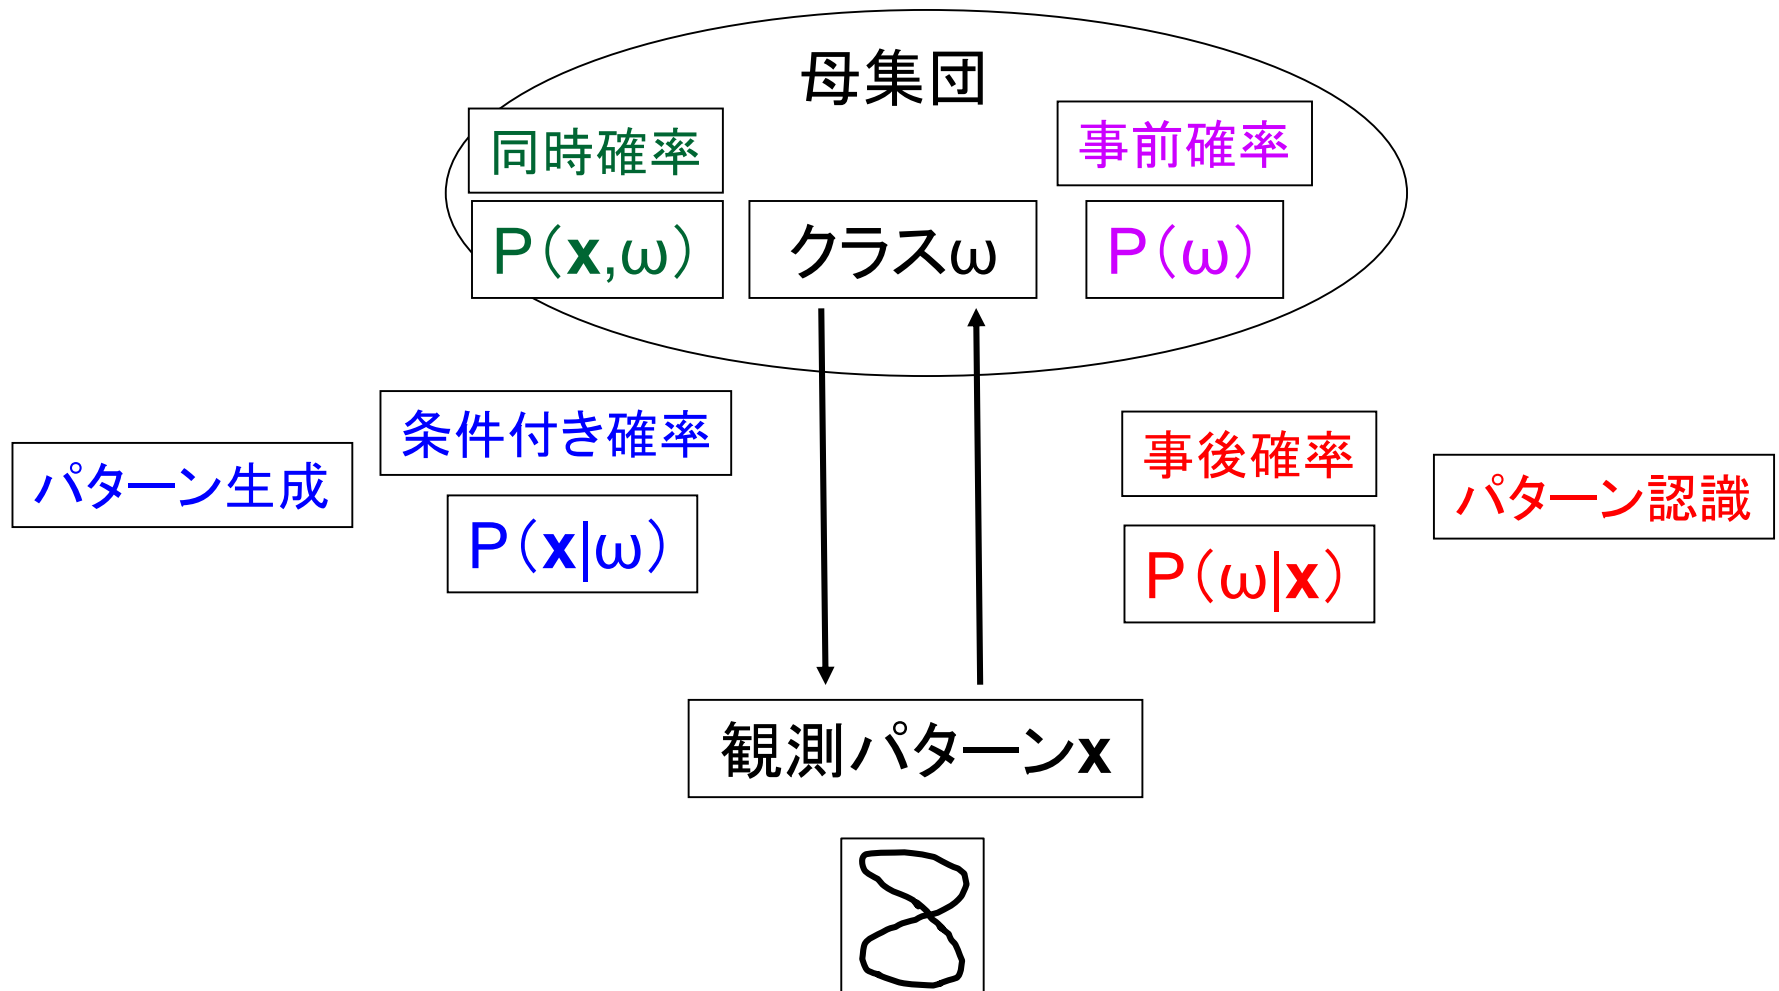 母集団
同時確率
事前確率
P(x,ω)
クラスω
P(ω)
条件付き確率
事後確率
パターン生成
パターン認識
P(x|ω)
P(ω|x)
観測パターンx
8